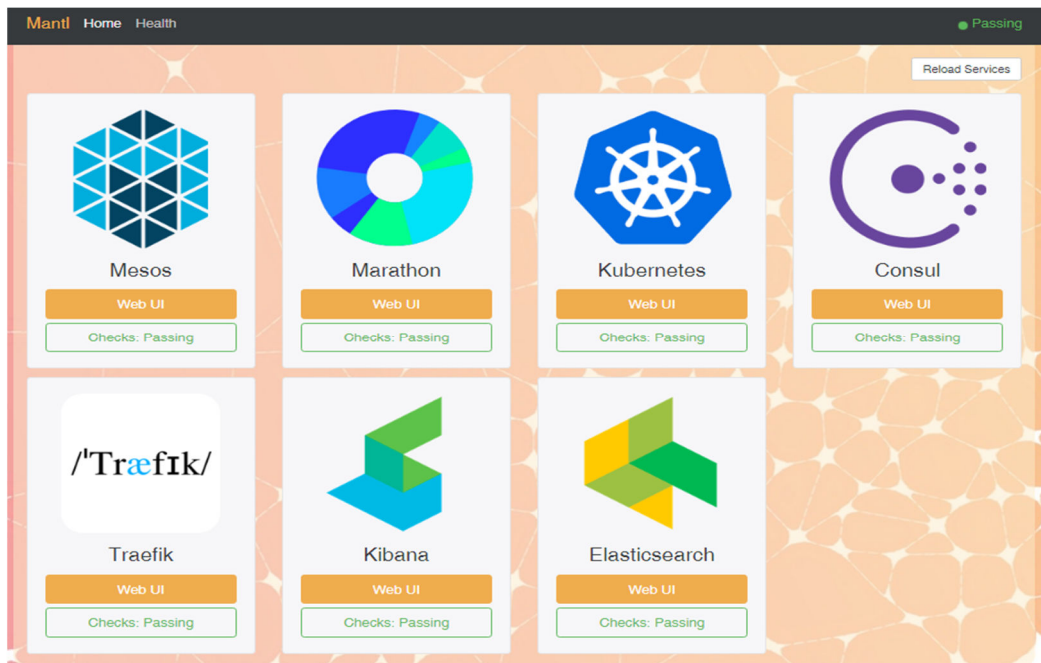 Mantl Home Health Passing
Reload Services
Mesos Marathon Kubernetes Consul
Web UI Web UI Web UI Web UI
Checks: Passing Checks: Passing Checks: Passing Checks: Passing
/'Træfɪk/
Traefik Kibana Elasticsearch
Web UI Web UI Web UI
Checks: Passing Checks: Passing Checks: Passing